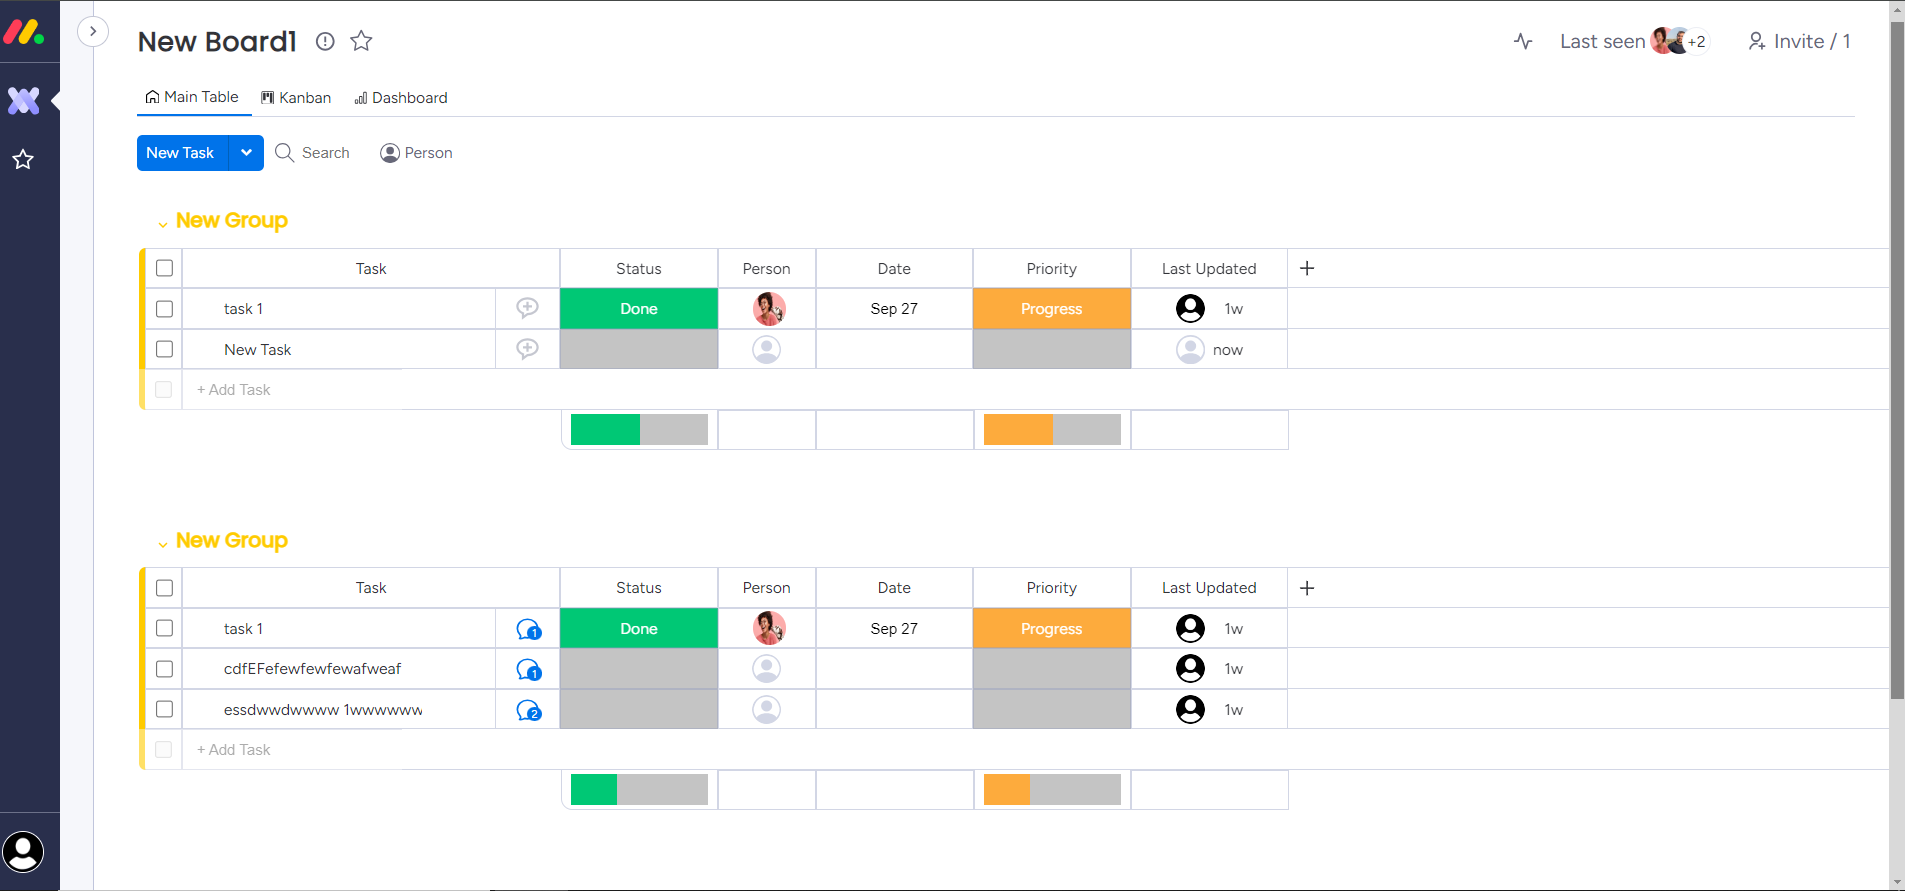 New Board1
Last seen +2 Invite / 1
Main Table Kanban Dashboard
New Task Search Person
New Group
Task Status Person Date Priority Last Updated
task 1 Done Sep 27 Progress 1w
New Task now
+ Add Task
New Group
Task Status Person Date Priority Last Updated
task 1 1 Done Sep 27 Progress 1w
cdfEFefewfewfewafweaf 1 1w
essdwwdwwww 1wwwwww 2 1w
+ Add Task